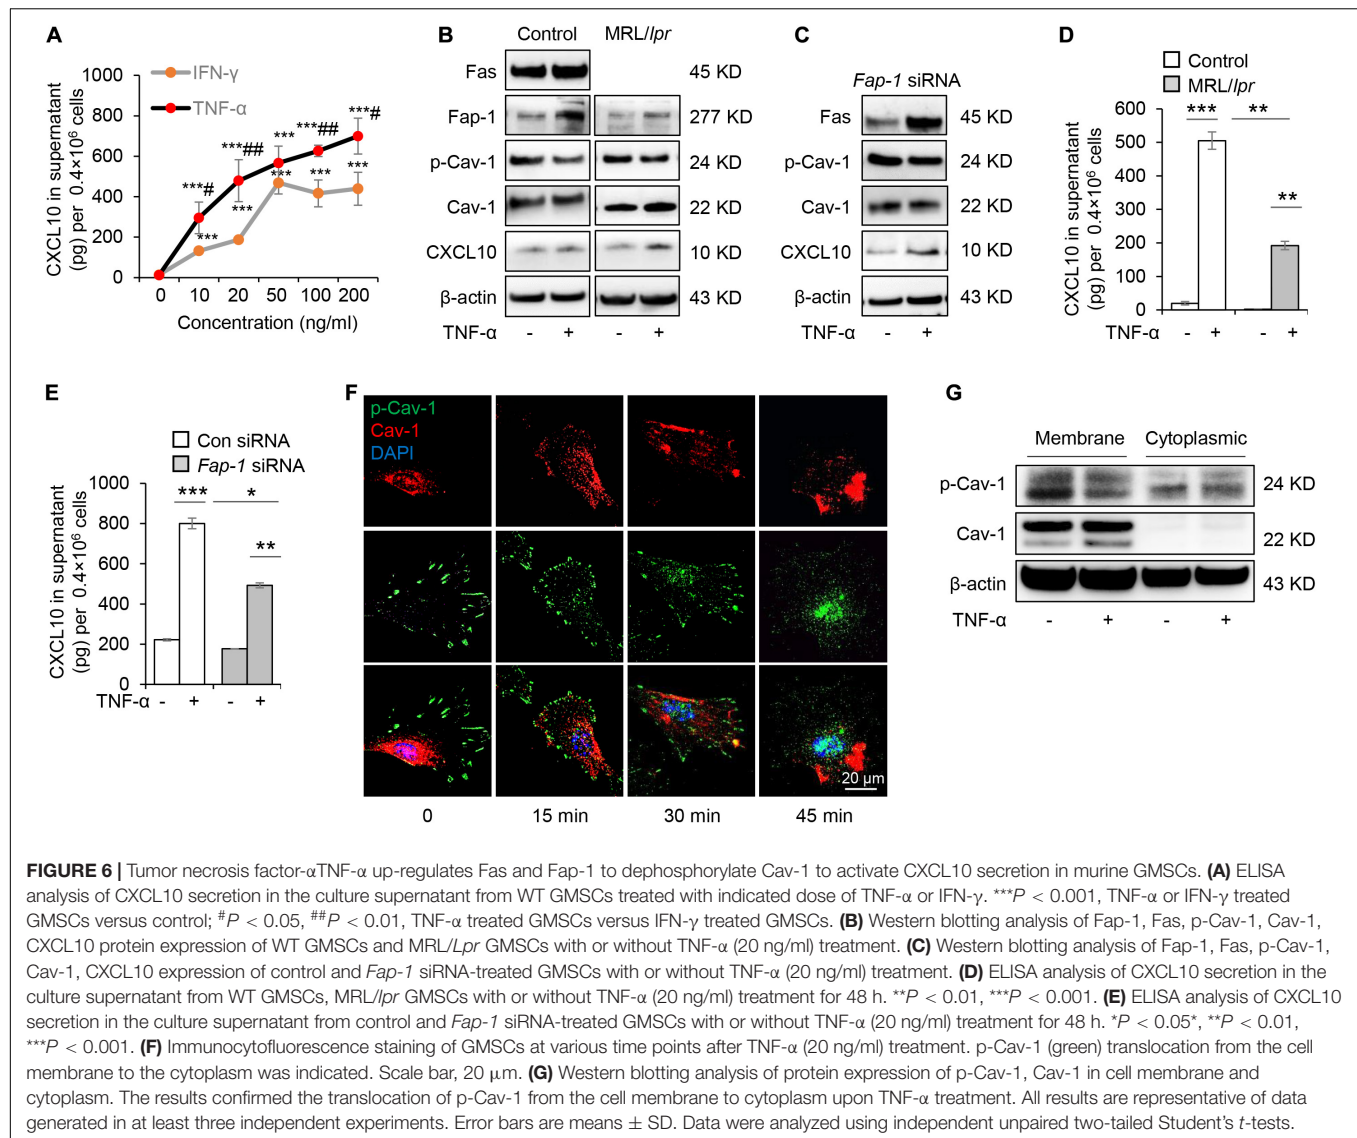 A
IFN-γ
TNF-α
CXCL10 in supernatant
(pg) per 0.4×10⁶ cells
1000
800
600
400
200
0
***#
***
***##
***
***
***
***##
***
***#
***
0 10 20 50 100 200
Concentration (ng/ml)
B
Control MRL/lpr
Fas 45 KD
Fap-1 277 KD
p-Cav-1 24 KD
Cav-1 22 KD
CXCL10 10 KD
β-actin 43 KD
TNF-α - + - +
C
Fap-1 siRNA
Fas 45 KD
p-Cav-1 24 KD
Cav-1 22 KD
CXCL10 10 KD
β-actin 43 KD
TNF-α - +
D
Control
MRL/lpr
CXCL10 in supernatant
(pg) per 0.4×10⁶ cells
600
500
400
300
200
100
0
*** **
**
TNF-α - + - +
E
Con siRNA
Fap-1 siRNA
CXCL10 in supernatant
(pg) per 0.4×10⁶ cells
1000
800
600
400
200
0
*** *
**
TNF-α - + - +
F
p-Cav-1
Cav-1
DAPI
20 μm
0 15 min 30 min 45 min
G
Membrane Cytoplasmic
p-Cav-1 24 KD
Cav-1 22 KD
β-actin 43 KD
TNF-α - + - +
FIGURE 6 | Tumor necrosis factor-αTNF-α up-regulates Fas and Fap-1 to dephosphorylate Cav-1 to activate CXCL10 secretion in murine GMSCs. (A) ELISA
analysis of CXCL10 secretion in the culture supernatant from WT GMSCs treated with indicated dose of TNF-α or IFN-γ. ***P < 0.001, TNF-α or IFN-γ treated
GMSCs versus control; #P < 0.05, ##P < 0.01, TNF-α treated GMSCs versus IFN-γ treated GMSCs. (B) Western blotting analysis of Fap-1, Fas, p-Cav-1, Cav-1,
CXCL10 protein expression of WT GMSCs and MRL/Lpr GMSCs with or without TNF-α (20 ng/ml) treatment. (C) Western blotting analysis of Fap-1, Fas, p-Cav-1,
Cav-1, CXCL10 expression of control and Fap-1 siRNA-treated GMSCs with or without TNF-α (20 ng/ml) treatment. (D) ELISA analysis of CXCL10 secretion in the
culture supernatant from WT GMSCs, MRL/lpr GMSCs with or without TNF-α (20 ng/ml) treatment for 48 h. **P < 0.01, ***P < 0.001. (E) ELISA analysis of CXCL10
secretion in the culture supernatant from control and Fap-1 siRNA-treated GMSCs with or without TNF-α (20 ng/ml) treatment for 48 h. *P < 0.05*, **P < 0.01,
***P < 0.001. (F) Immunocytofluorescence staining of GMSCs at various time points after TNF-α (20 ng/ml) treatment. p-Cav-1 (green) translocation from the cell
membrane to the cytoplasm was indicated. Scale bar, 20 μm. (G) Western blotting analysis of protein expression of p-Cav-1, Cav-1 in cell membrane and
cytoplasm. The results confirmed the translocation of p-Cav-1 from the cell membrane to cytoplasm upon TNF-α treatment. All results are representative of data
generated in at least three independent experiments. Error bars are means ± SD. Data were analyzed using independent unpaired two-tailed Student's t-tests.